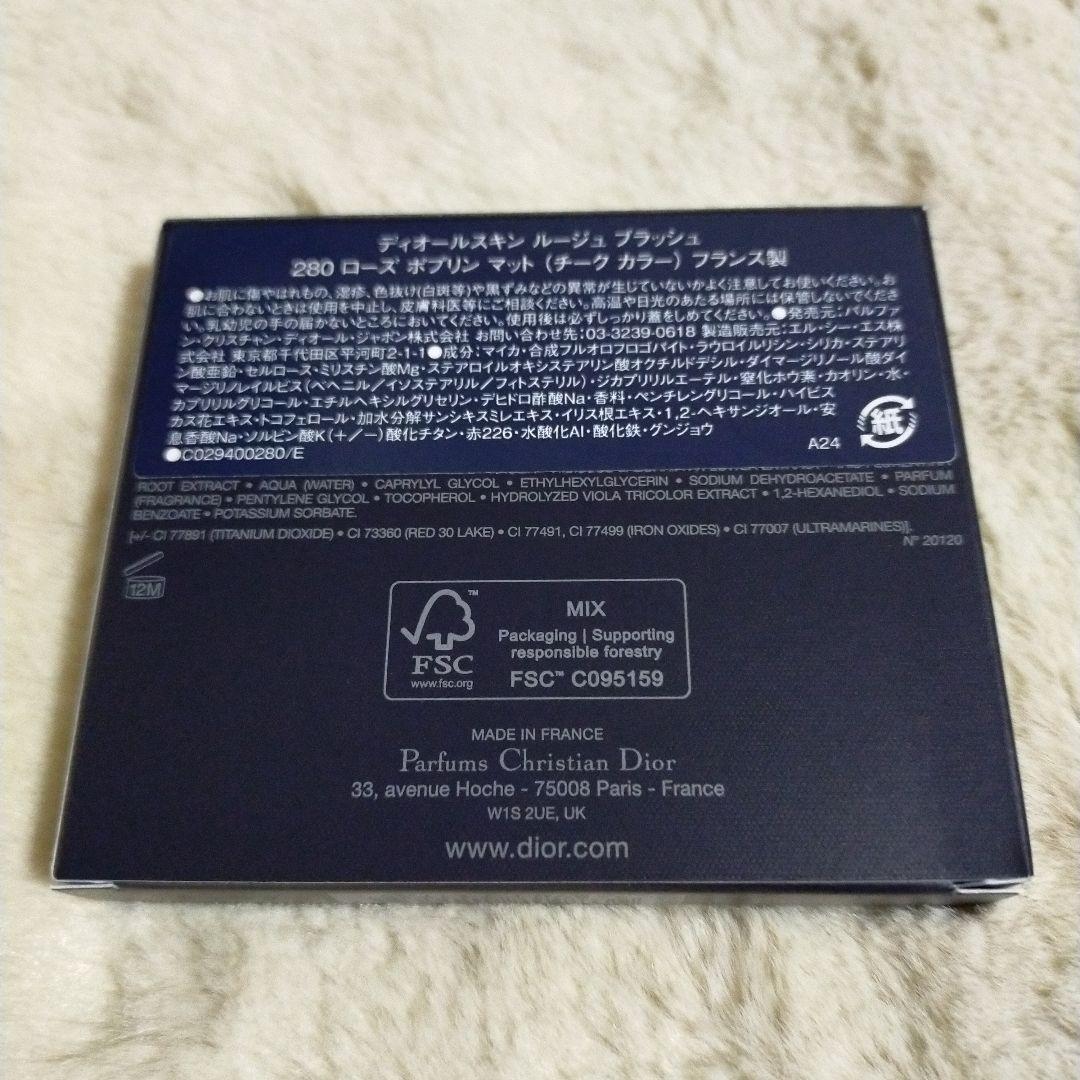 ディオールスキン ルージュ ブラッシュ
280 ローズ ポプリン マット（チーク カラー）フランス製
●お肌に傷やはれもの、湿疹、色抜け(白斑等)や黒ずみなどの異常が生じていないかよく注意してお使いください。お
肌に合わないときは使用を中止し、皮膚科医等にご相談ください。高温や日光のあたる場所には保管しないでくださ
い。乳幼児の手の届かないところにおいてください。使用後は必ずしっかり蓋をしめてください。●発売元：パルファ
ン・クリスチャン・ディオール・ジャポン株式会社 お問い合わせ先：03-3239-0618 製造販売元：エル・シー・エス株
式会社 東京都千代田区平河町2-1-1●成分：マイカ・合成フルオロフロゴパイト・ラウロイルリシン・シリカ・ステアリ
ン酸亜鉛・セルロース・ミリスチン酸Mg・ステアロイルオキシステアリン酸オクチルドデシル・ダイマージリノール酸ダイ
マージリノレイルビス（ベヘニル／イソステアリル／フィトステリル）・ジカプリリルエーテル・窒化ホウ素・カオリン・水・
カプリリルグリコール・エチルヘキシルグリセリン・デヒドロ酢酸Na・香料・ペンチレングリコール・ハイビス
カス花エキス・トコフェロール・加水分解サンシキスミレエキス・イリス根エキス・1,2-ヘキサンジオール・安
息香酸Na・ソルビン酸K（+／−）酸化チタン・赤226・水酸化Al・酸化鉄・グンジョウ
●C029400280/E
A24
紙
ROOT EXTRACT • AQUA (WATER) • CAPRYLYL GLYCOL • ETHYLHEXYLGLYCERIN • SODIUM DEHYDROACETATE • PARFUM
(FRAGRANCE) • PENTYLENE GLYCOL • TOCOPHEROL • HYDROLYZED VIOLA TRICOLOR EXTRACT • 1,2-HEXANEDIOL • SODIUM
BENZOATE • POTASSIUM SORBATE.
[+/- CI 77891 (TITANIUM DIOXIDE) • CI 73360 (RED 30 LAKE) • CI 77491, CI 77499 (IRON OXIDES) • CI 77007 (ULTRAMARINES)].
N° 20120
12M
FSC
www.fsc.org
MIX
Packaging | Supporting
responsible forestry
FSC™ C095159
MADE IN FRANCE
Parfums Christian Dior
33, avenue Hoche - 75008 Paris - France
W1S 2UE, UK
www.dior.com